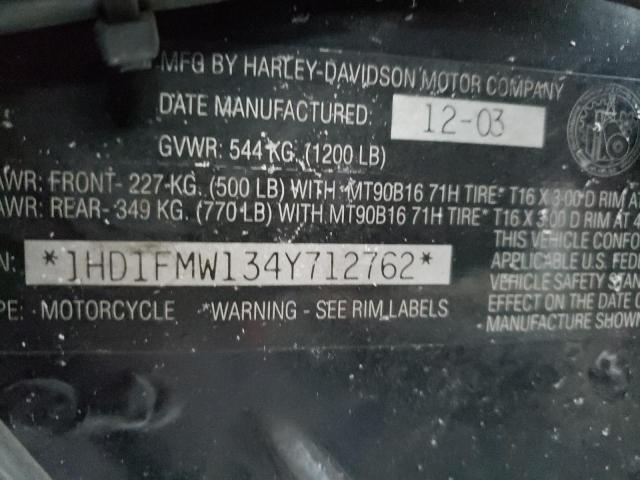 MFG BY HARLEY-DAVIDSON MOTOR COMPANY
DATE MANUFACTURED: 12-03
GVWR: 544 KG. (1200 LB)
AWR: FRONT- 227 KG. (500 LB) WITH MT90B16 71H TIRE* T16 X 3.00 D RIM AT
AWR: REAR- 349 KG. (770 LB) WITH MT90B16 71H TIRE* T16 X 3.00 D RIM AT 4
THIS VEHICLE CONFO
N: *1HD1FMW134Y712762*
APPLICABLE U.S. FEDE
VEHICLE SAFETY STAN
PE: MOTORCYCLE *WARNING - SEE RIM LABELS
EFFECT ON THE DATE O
MANUFACTURE SHOWN